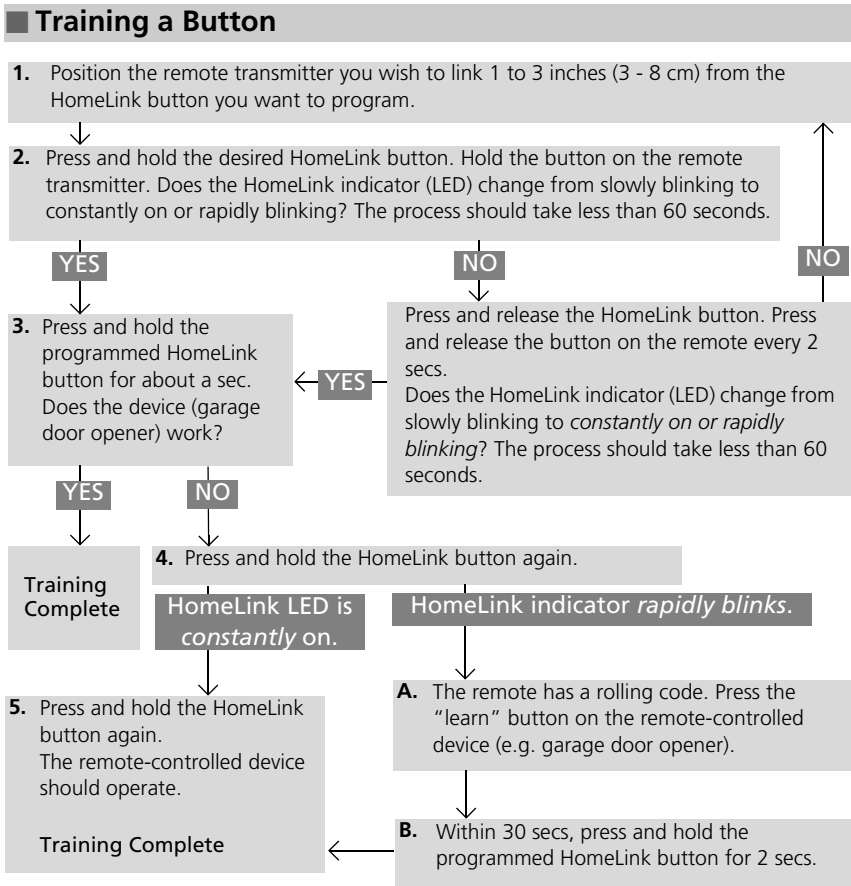 Training a Button
1. Position the remote transmitter you wish to link 1 to 3 inches (3 - 8 cm) from the
HomeLink button you want to program.
2. Press and hold the desired HomeLink button. Hold the button on the remote
transmitter. Does the HomeLink indicator (LED) change from slowly blinking to
constantly on or rapidly blinking? The process should take less than 60 seconds.
YES
NO
NO
3. Press and hold the
programmed HomeLink
button for about a sec.
Does the device (garage
door opener) work?
YES
Press and release the HomeLink button. Press
and release the button on the remote every 2
secs.
Does the HomeLink indicator (LED) change from
slowly blinking to constantly on or rapidly
blinking? The process should take less than 60
seconds.
YES
NO
Training
Complete
4. Press and hold the HomeLink button again.
HomeLink LED is
constantly on.
HomeLink indicator rapidly blinks.
5. Press and hold the HomeLink
button again.
The remote-controlled device
should operate.
Training Complete
A. The remote has a rolling code. Press the
“learn” button on the remote-controlled
device (e.g. garage door opener).
B. Within 30 secs, press and hold the
programmed HomeLink button for 2 secs.